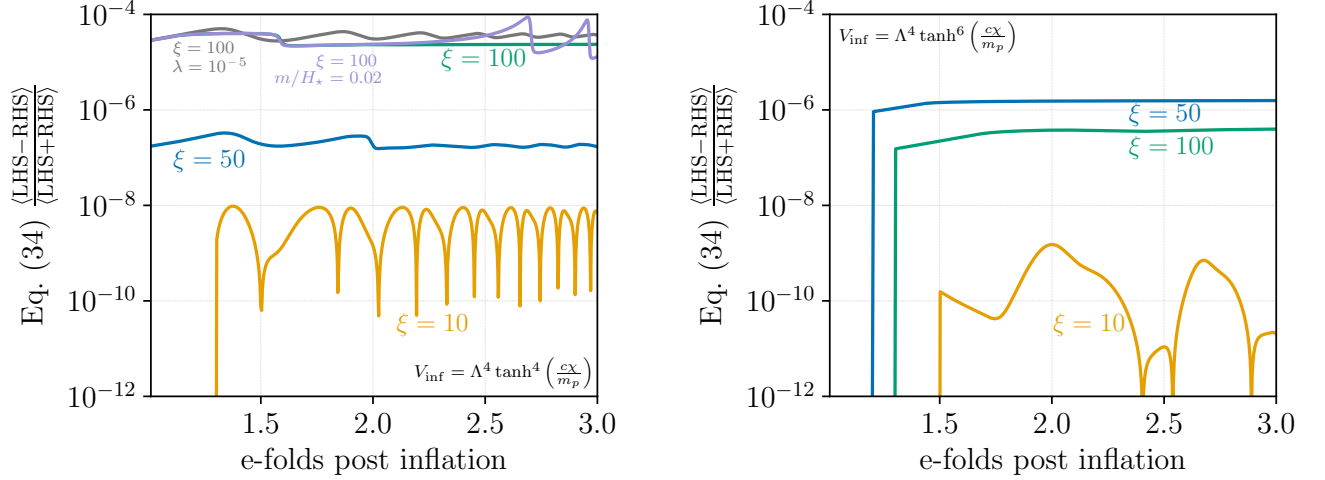 10^{-4}
10^{-6}
10^{-8}
10^{-10}
10^{-12}
Eq. (34) ⟨LHS−RHS⟩/⟨LHS+RHS⟩
ξ = 100
λ = 10^{-5}
ξ = 100
m/H_⋆ = 0.02
ξ = 100
ξ = 50
ξ = 10
V_inf = Λ^4 tanh^4 (cχ/m_p)
1.5 2.0 2.5 3.0
e-folds post inflation
10^{-4}
10^{-6}
10^{-8}
10^{-10}
10^{-12}
Eq. (34) ⟨LHS−RHS⟩/⟨LHS+RHS⟩
V_inf = Λ^4 tanh^6 (cχ/m_p)
ξ = 50
ξ = 100
ξ = 10
1.5 2.0 2.5 3.0
e-folds post inflation